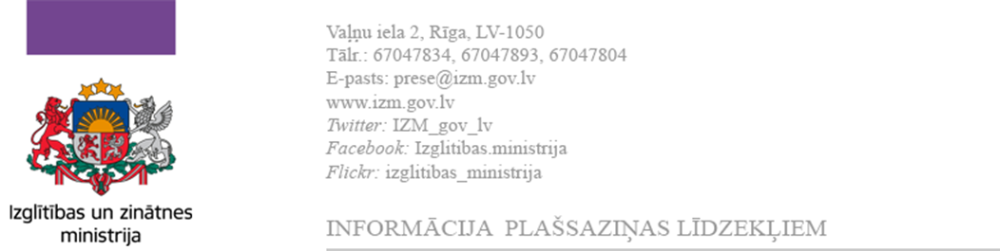 Izglītības un zinātnes
ministrija
Vaļņu iela 2, Rīga, LV-1050
Tālr.: 67047834, 67047893, 67047804
E-pasts: prese@izm.gov.lv
www.izm.gov.lv
Twitter: IZM_gov_lv
Facebook: Izglitibas.ministrija
Flickr: izglitibas_ministrija
INFORMĀCIJA PLAŠSAZIŅAS LĪDZEKĻIEM